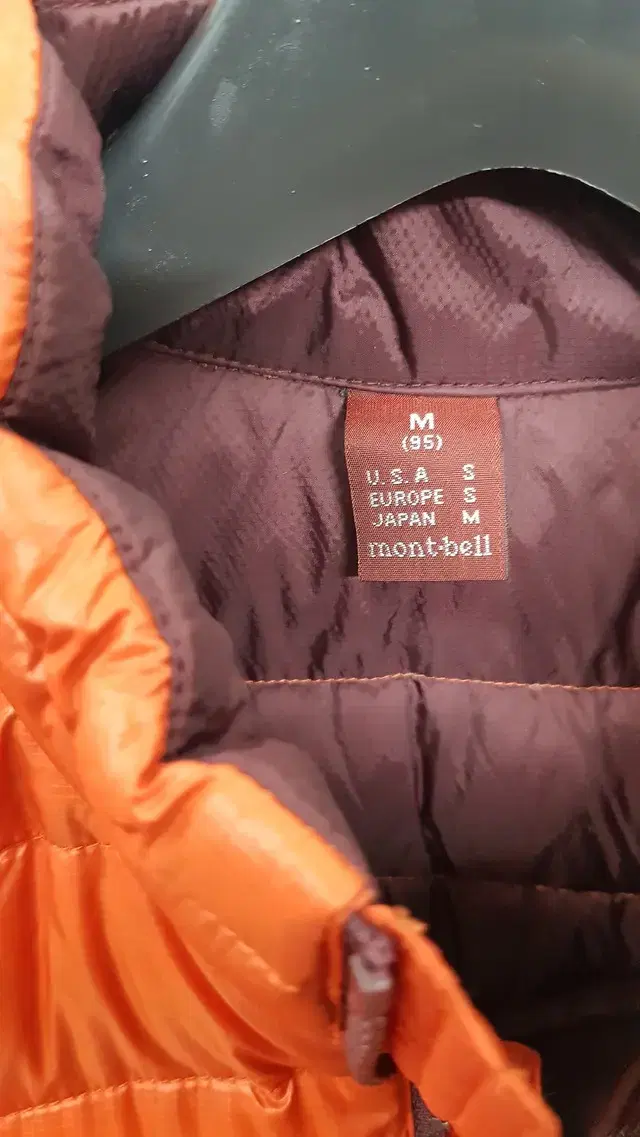 M
(95)
U.S.A S
EUROPE S
JAPAN M
mont-bell